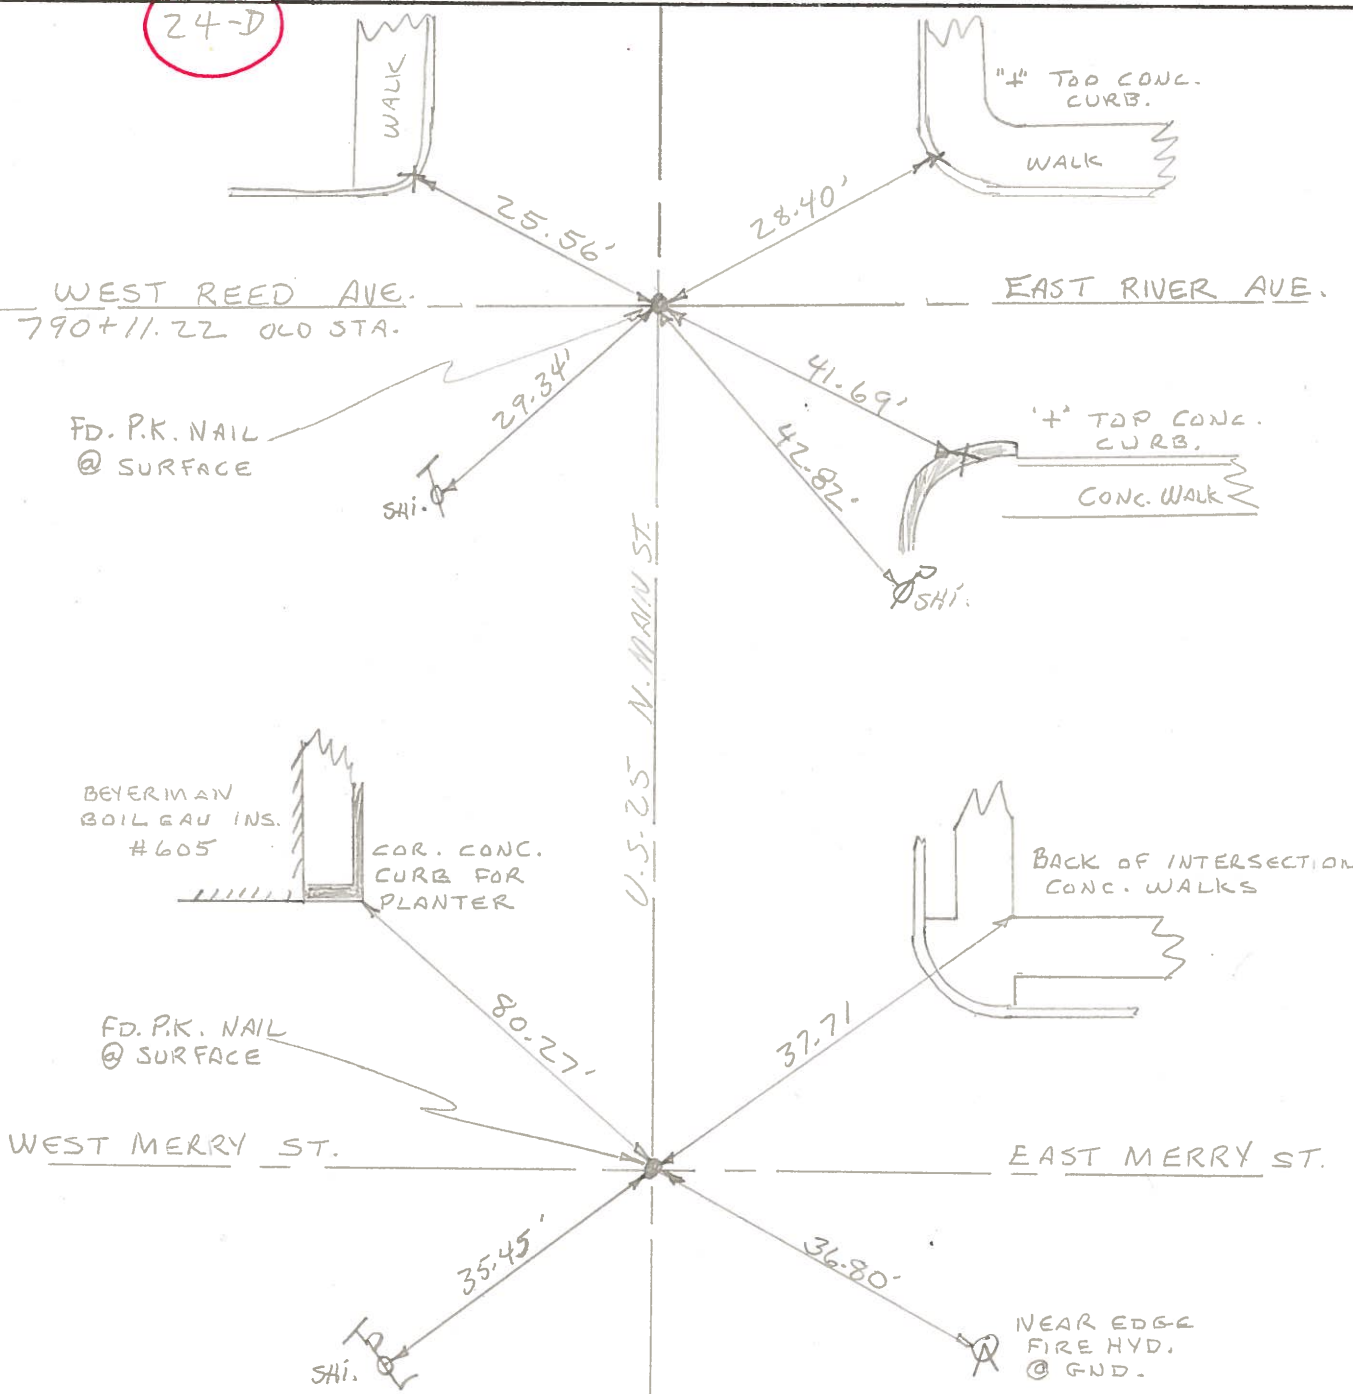 24-D
WALK
"+" TOP CONC.
CURB.
WALK
25.56'
28.40'
WEST REED AVE.
EAST RIVER AVE.
790+11.22 OLD STA.
29.34'
41.69'
42.82'
FD. P.K. NAIL
@ SURFACE
'+' TOP CONC.
CURB.
CONC. WALK
SHi.
SHi.
U.S. 25 N. MAIN ST.
BEYERMAN
BOILEAU INS.
#605
COR. CONC.
CURB FOR
PLANTER
BACK OF INTERSECTION
CONC. WALKS
80.27'
37.71
FD. P.K. NAIL
@ SURFACE
WEST MERRY ST.
EAST MERRY ST.
35.45'
36.80'
SHi.
NEAR EDGE
FIRE HYD.
@ GND.